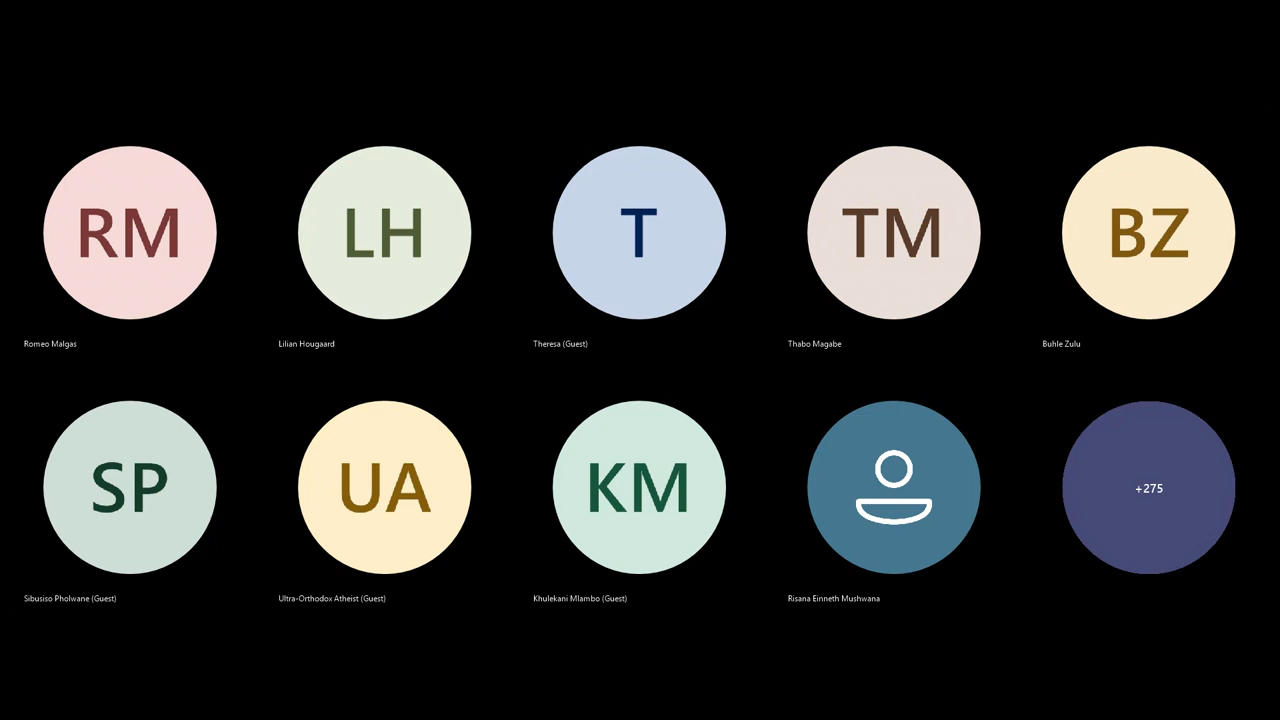 RM
LH
T
TM
BZ
Romeo Malgas
Lilian Hougaard
Theresa (Guest)
Thabo Magabe
Buhle Zulu
SP
UA
KM
+275
Sibusiso Pholwane (Guest)
Ultra-Orthodox Atheist (Guest)
Khulekani Mlambo (Guest)
Risana Einneth Mushwana